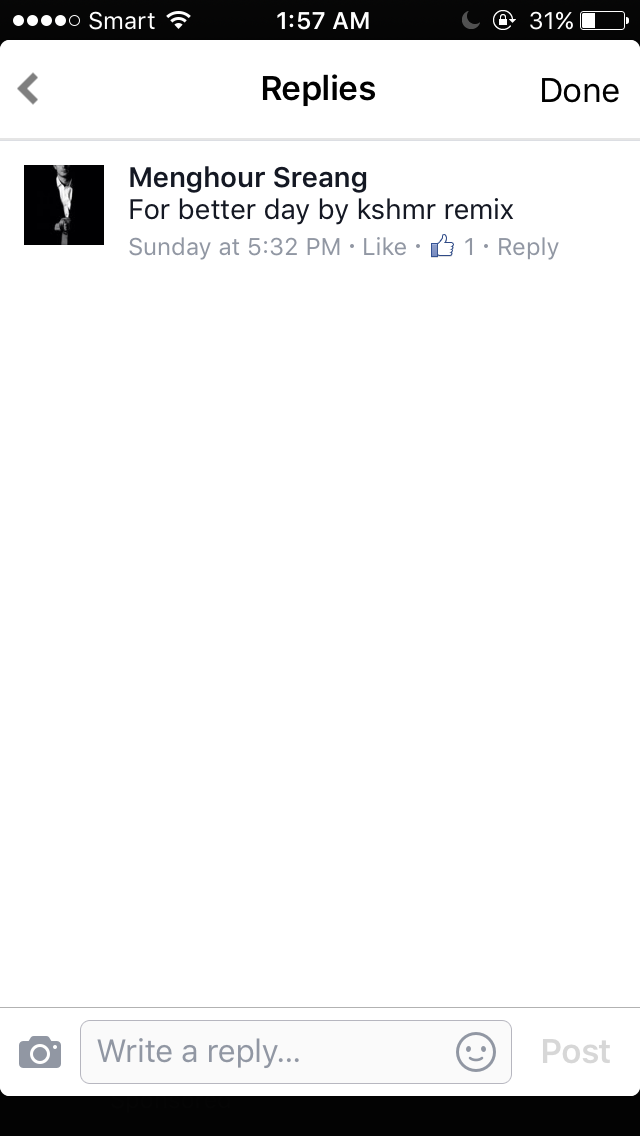 Smart 1:57 AM 31%
Replies Done
Menghour Sreang
For better day by kshmr remix
Sunday at 5:32 PM · Like · 1 · Reply
Write a reply... Post